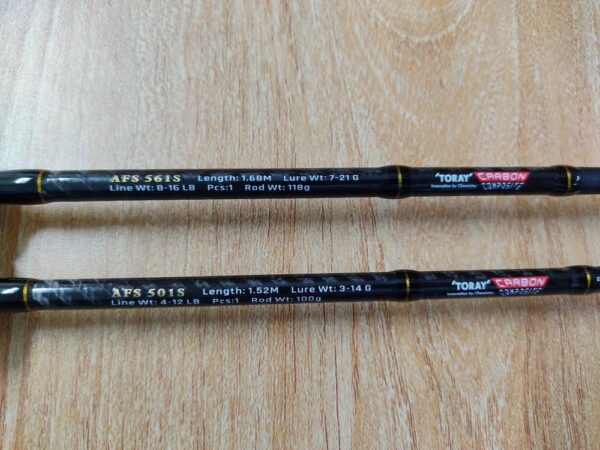 AFS 561S Length: 1.68M Lure Wt: 7-21 G
Line Wt: 8-16 LB Pcs:1 Rod Wt: 118g
"TORAY"
Innovation by Chemistry
CARBON
COMPOSITE
AFS 501S Length: 1.52M Lure Wt: 3-14 G
Line Wt: 4-12 LB Pcs:1 Rod Wt: 100g
"TORAY"
Innovation by Chemistry
CARBON
COMPOSITE